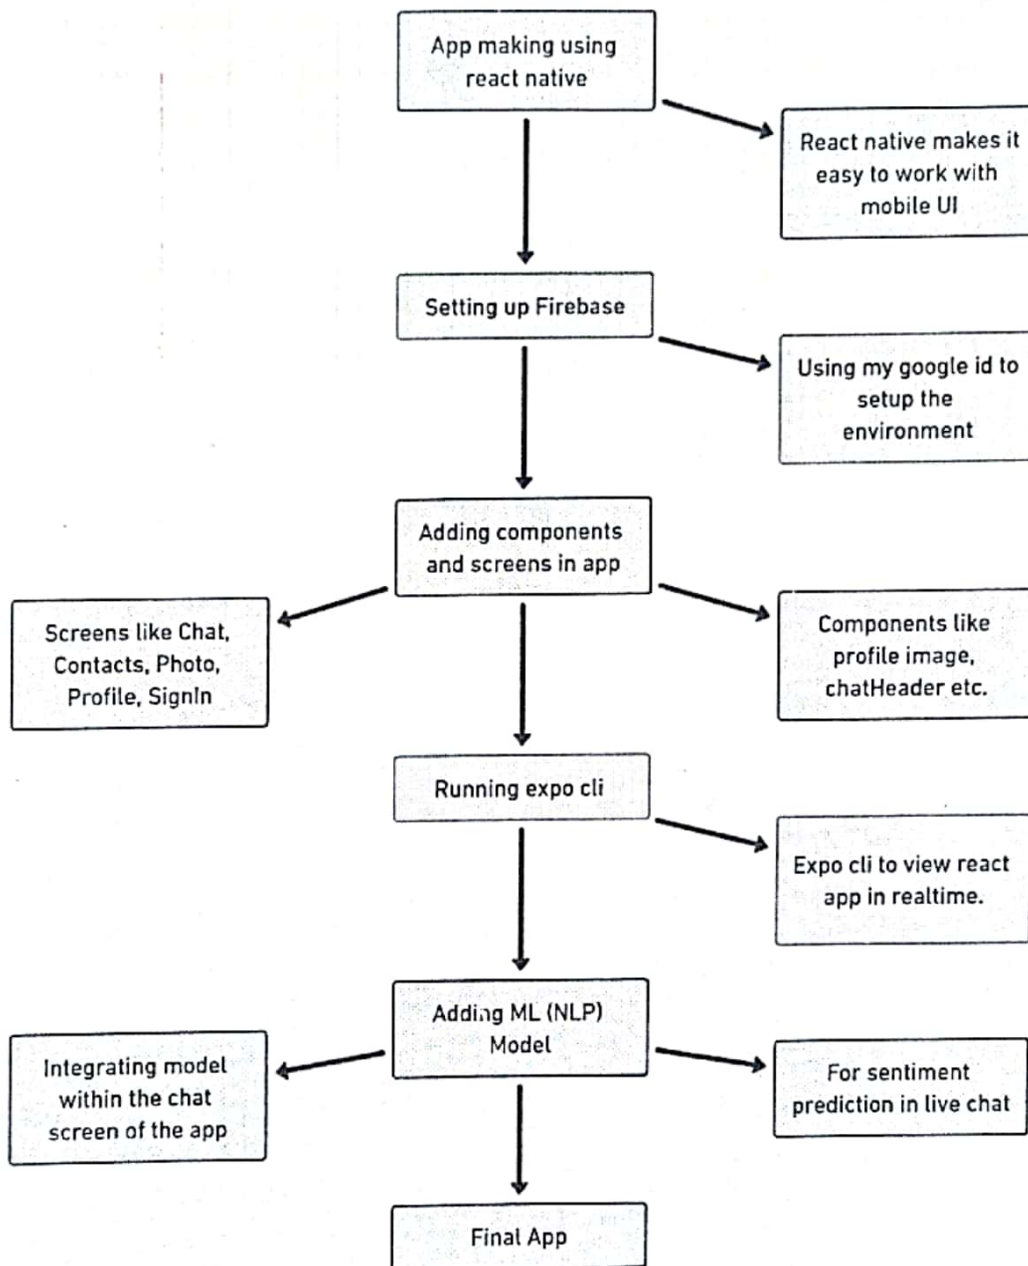 App making using
react native
React native makes it
easy to work with
mobile UI
Setting up Firebase
Using my google id to
setup the
environment
Adding components
and screens in app
Screens like Chat,
Contacts, Photo,
Profile, SignIn
Components like
profile image,
chatHeader etc.
Running expo cli
Expo cli to view react
app in realtime.
Adding ML (NLP)
Model
Integrating model
within the chat
screen of the app
For sentiment
prediction in live chat
Final App